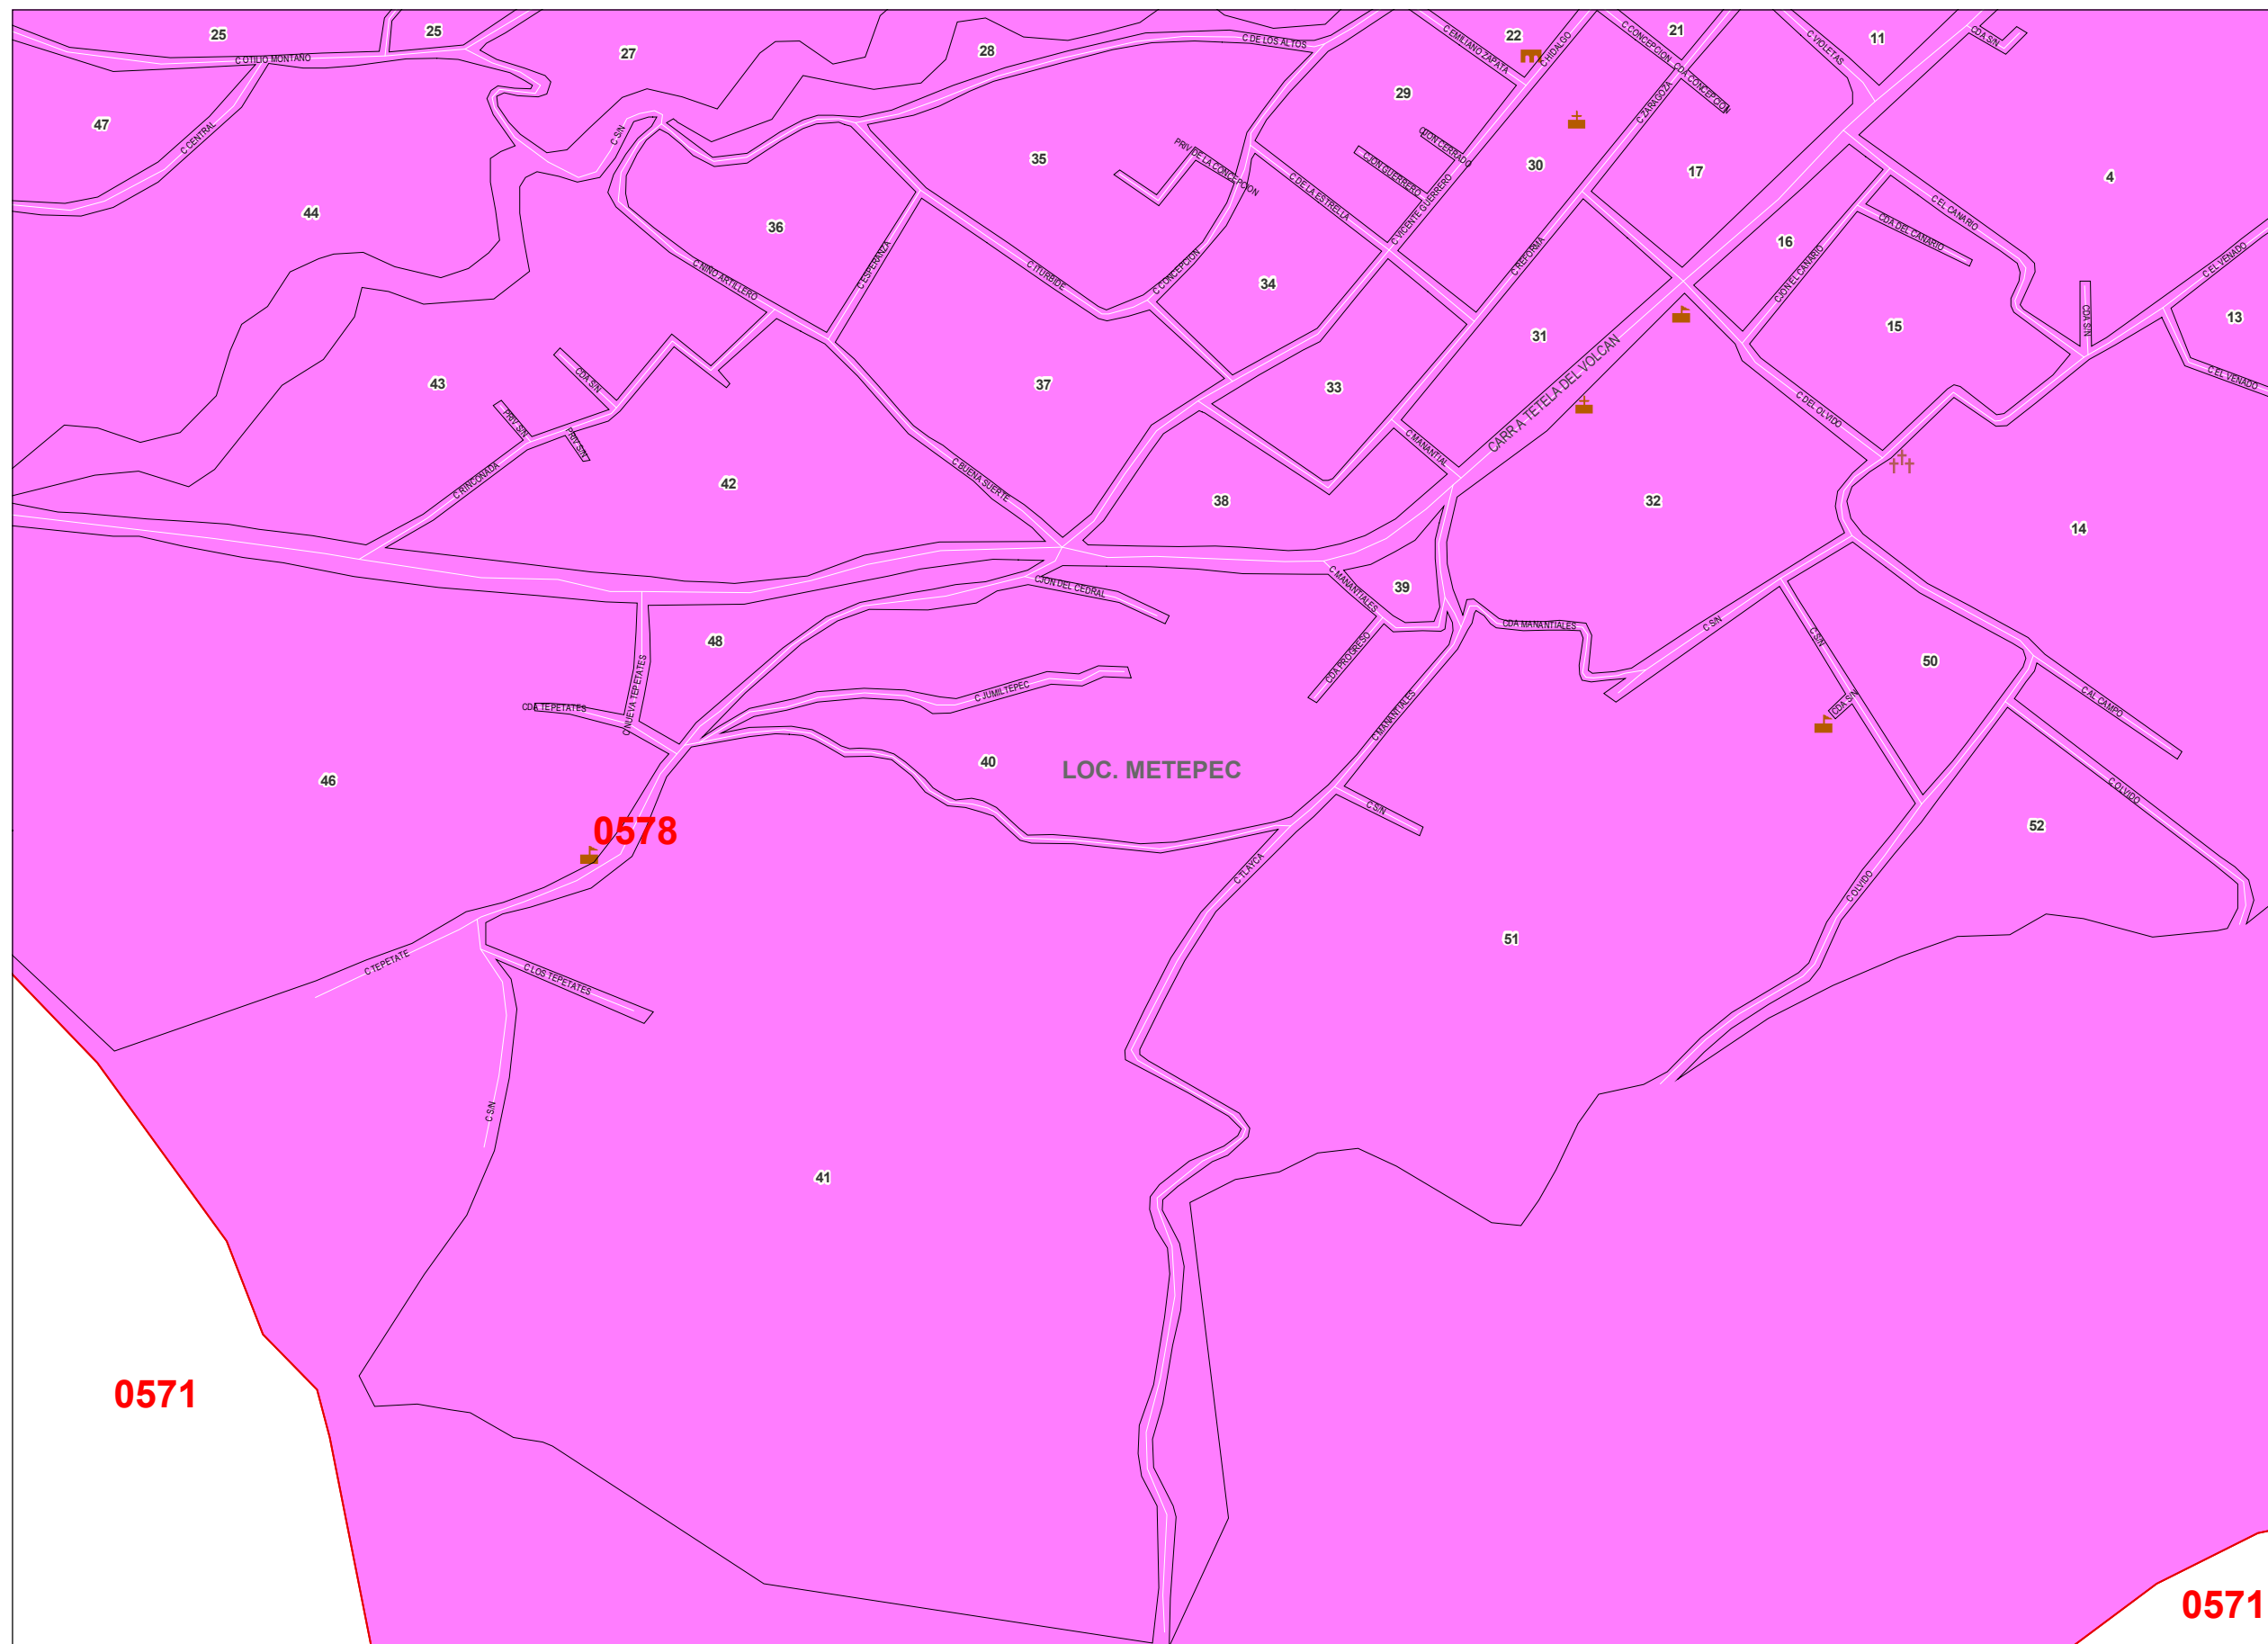 25
25
27
28
22
21
11
C OTILIO MONTAÑO
C DE LOS ALTOS
C EMILIANO ZAPATA
C HIDALGO
C CONCEPCION
CDA CONCEPCION
C VIOLETAS
CDA S/N
47
C CENTRAL
C S/N
29
C ZARAGOZA
35
PRIV DE LA CONCEPCION
CJON CERRADO
CJON GUERRERO
30
17
4
44
36
C DE LA ESTRELLA
C VICENTE GUERRERO
C EL CANARIO
CDA DEL CANARIO
16
C NIÑO ARTILLERO
C ESPERANZA
C ITURBIDE
C CONCEPCION
34
C REFORMA
CJON EL CANARIO
C EL VENADO
CDA S/N
15
13
31
43
37
33
CARR A TETELA DEL VOLCAN
C EL VENADO
CDA S/N
PRIV S/N
PRIV S/N
C DEL OLVIDO
C RINCONADA
C BUENA SUERTE
C MANANTIAL
42
38
32
14
CJON DEL CEDRAL
C MANANTIALES
39
48
CDA MANANTIALES
C S/N
C S/N
50
CDA PROGRESO
C NUEVA TEPETATES
CDA TEPETATES
C JUMILTEPEC
C MANANTIALES
CDA S/N
C AL CAMPO
46
40
LOC. METEPEC
C S/N
C OLVIDO
0578
52
C TLAYCA
C OLVIDO
51
C TEPETATE
C LOS TEPETATES
C S/N
41
0571
0571